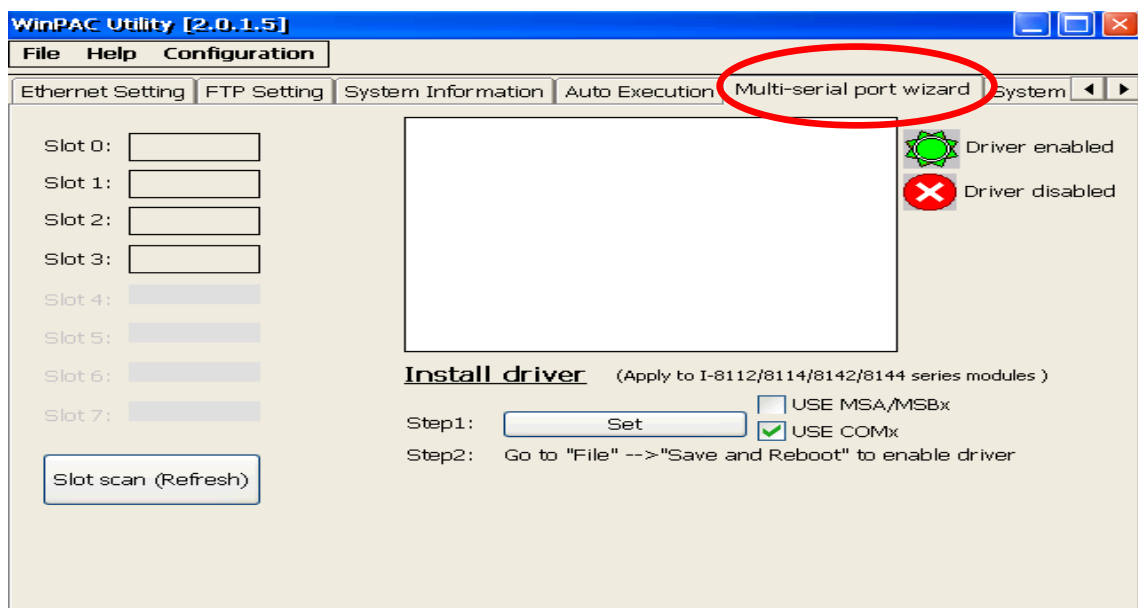 WinPAC Utility [2.0.1.5]
File Help Configuration
Ethernet Setting FTP Setting System Information Auto Execution Multi-serial port wizard System
Slot 0:
Slot 1:
Slot 2:
Slot 3:
Slot 4:
Slot 5:
Slot 6:
Slot 7:
Slot scan (Refresh)
Driver enabled
Driver disabled
Install driver (Apply to I-8112/8114/8142/8144 series modules )
USE MSA/MSBx
Step1: Set
USE COMx
Step2: Go to "File" -->"Save and Reboot" to enable driver